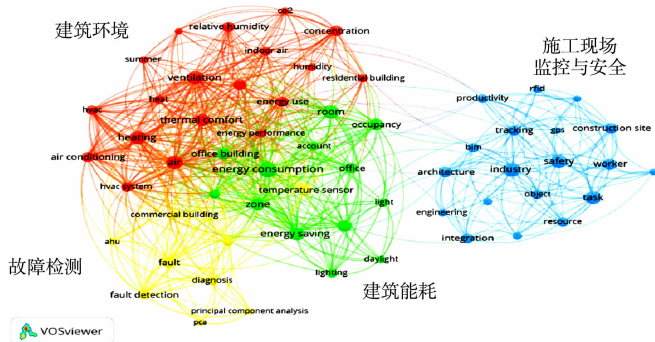 co2
建筑环境
relative humidity
concentration
施工现场
监控与安全
indoor air
summer
humidity
ventilation
residential building
rfid
productivity
heat
energy use
hvac
thermal comfort
room
occupancy
tracking
gps
construction site
heating
energy performance
account
bim
air conditioning
office building
air
energy consumption
office
architecture
industry
safety
worker
hvac system
temperature sensor
object
task
commercial building
zone
light
engineering
resource
ahu
energy saving
integration
故障检测
fault
daylight
diagnosis
lighting
建筑能耗
fault detection
principal component analysis
pca
VOSviewer